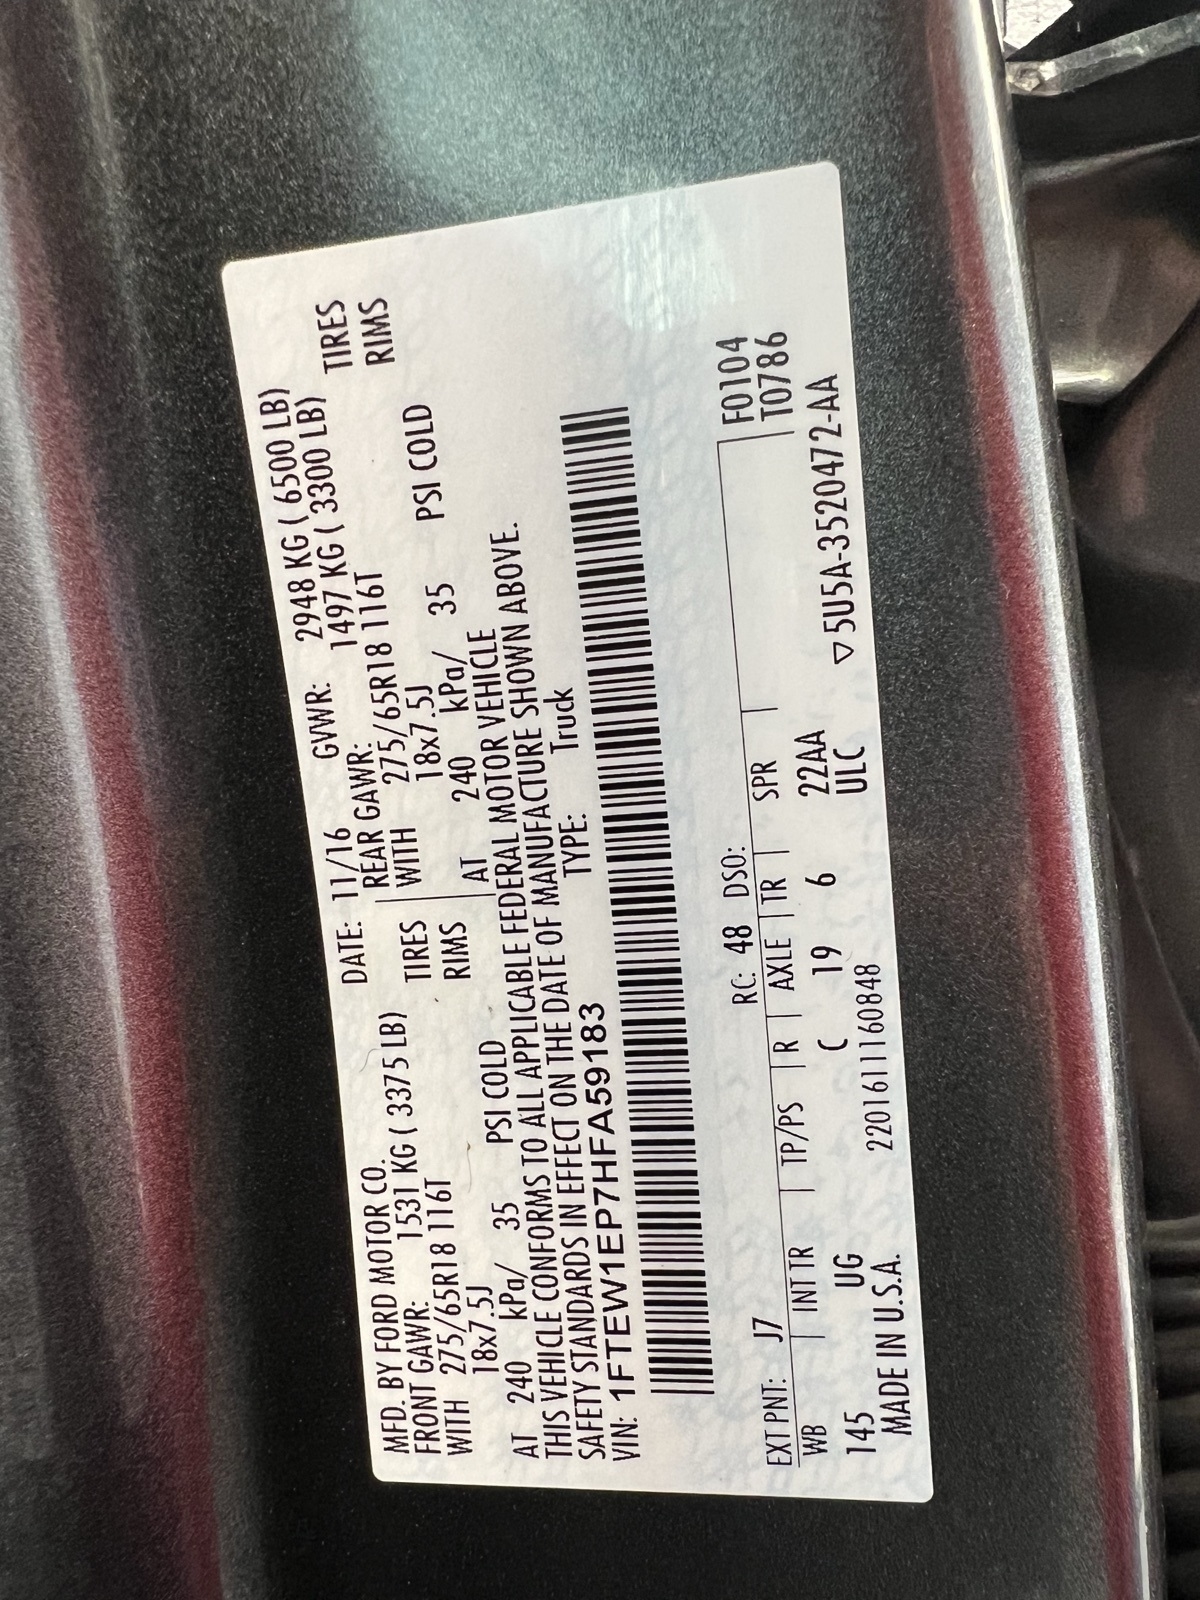 MFD. BY FORD MOTOR CO. DATE: 11/16 GVWR: 2948 KG ( 6500 LB)
FRONT GAWR: 1531 KG ( 3375 LB) REAR GAWR: 1497 KG ( 3300 LB)
WITH 275/65R18 116T TIRES WITH 275/65R18 116T TIRES
18x7.5J RIMS 18x7.5J RIMS
AT 240 kPa/ 35 PSI COLD AT 240 kPa/ 35 PSI COLD
THIS VEHICLE CONFORMS TO ALL APPLICABLE FEDERAL MOTOR VEHICLE
SAFETY STANDARDS IN EFFECT ON THE DATE OF MANUFACTURE SHOWN ABOVE.
VIN: 1FTEW1EP7HFA59183 TYPE: Truck
EXT PNT: J7 RC: 48 DSO: F0104
WB INT TR TP/PS R AXLE TR SPR T0786
145 UG C 19 6 22AA
ULC
▽5U5A-3520472-AA
MADE IN U.S.A. 2201611160848